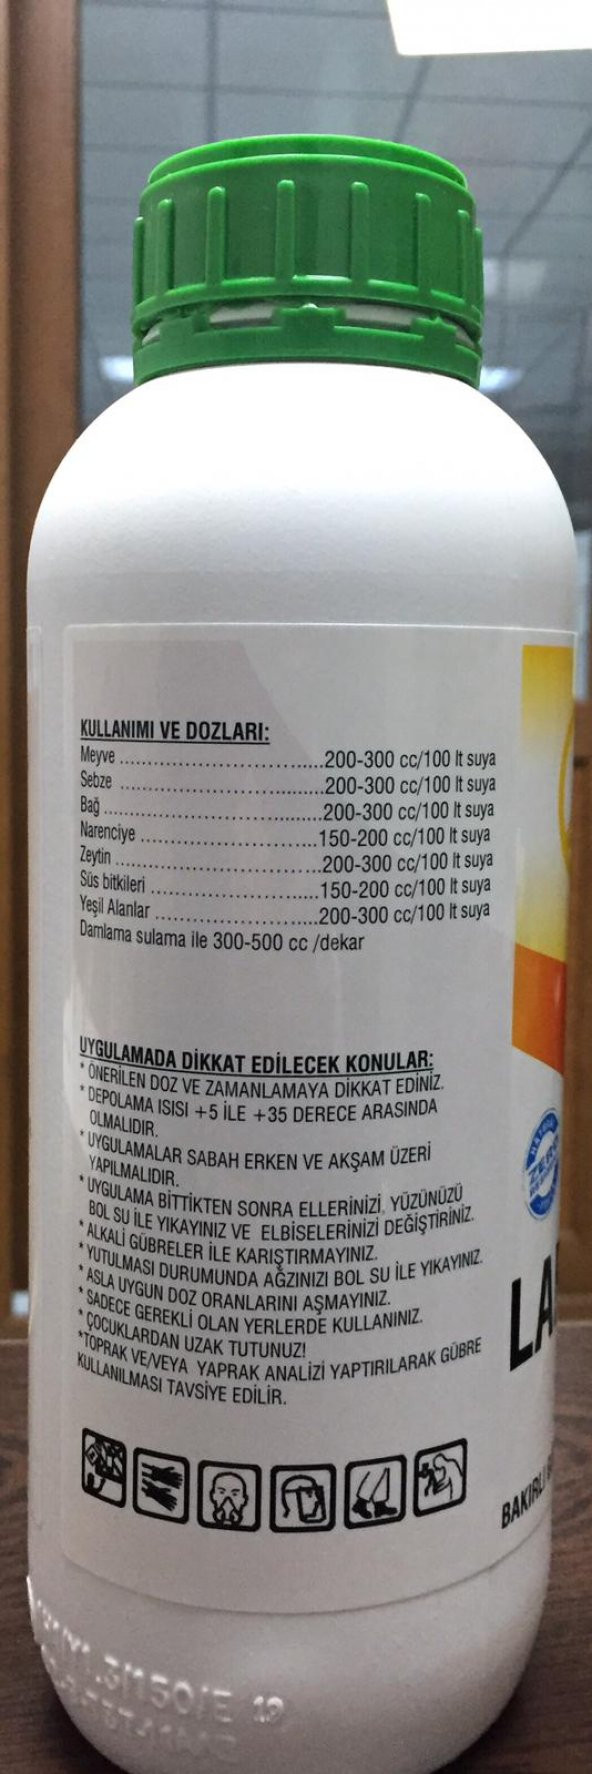 KULLANIMI VE DOZLARI:
Meyve ................................200-300 cc/100 lt suya
Sebze ................................200-300 cc/100 lt suya
Bağ ..................................200-300 cc/100 lt suya
Narenciye ............................150-200 cc/100 lt suya
Zeytin ...............................200-300 cc/100 lt suya
Süs bitkileri ........................150-200 cc/100 lt suya
Yeşil Alanlar ........................200-300 cc/100 lt suya
Damlama sulama ile 300-500 cc /dekar
UYGULAMADA DİKKAT EDİLECEK KONULAR:
* ÖNERİLEN DOZ VE ZAMANLAMAYA DİKKAT EDİNİZ.
* DEPOLAMA ISISI +5 İLE +35 DERECE ARASINDA
OLMALIDIR.
* UYGULAMALAR SABAH ERKEN VE AKŞAM ÜZERİ
YAPILMALIDIR.
* UYGULAMA BİTTİKTEN SONRA ELLERİNİZİ, YÜZÜNÜZÜ
BOL SU İLE YIKAYINIZ VE ELBİSELERİNİZİ DEĞİŞTİRİNİZ.
* ALKALİ GÜBRELER İLE KARIŞTIRMAYINIZ.
* YUTULMASI DURUMUNDA AĞZINIZI BOL SU İLE YIKAYINIZ.
* ASLA UYGUN DOZ ORANLARINI AŞMAYINIZ.
* SADECE GEREKLİ OLAN YERLERDE KULLANINIZ.
* ÇOCUKLARDAN UZAK TUTUNUZ!
*TOPRAK VE/VEYA YAPRAK ANALİZİ YAPTIRILARAK GÜBRE
KULLANILMASI TAVSİYE EDİLİR.
LA
BAKIRLI
1.3/150/E 19